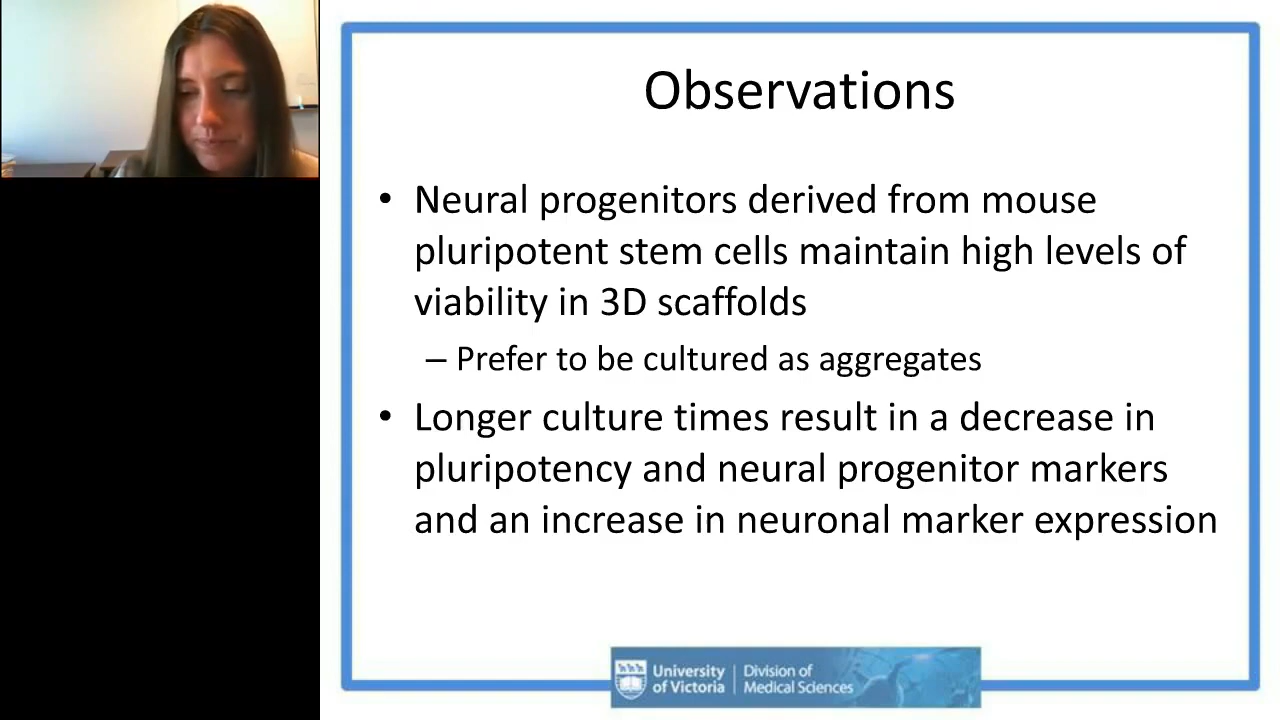 Observations
• Neural progenitors derived from mouse
pluripotent stem cells maintain high levels of
viability in 3D scaffolds
– Prefer to be cultured as aggregates
• Longer culture times result in a decrease in
pluripotency and neural progenitor markers
and an increase in neuronal marker expression
University
of Victoria
Division of
Medical Sciences